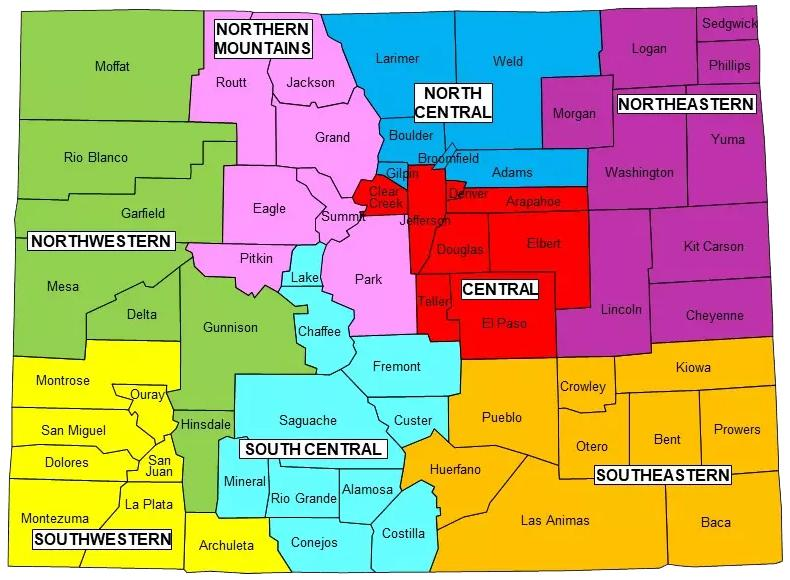 NORTHERN
MOUNTAINS
Sedgwick
Logan
Phillips
Moffat
Routt
Jackson
Larimer
Weld
NORTH
CENTRAL
NORTHEASTERN
Morgan
Yuma
Grand
Boulder
Broomfield
Rio Blanco
Gilpin
Adams
Washington
Clear
Creek
Denver
Arapahoe
Garfield
Eagle
Summit
Jefferson
NORTHWESTERN
Pitkin
Lake
Park
Douglas
Elbert
Kit Carson
Mesa
CENTRAL
Delta
Gunnison
Chaffee
Teller
El Paso
Lincoln
Cheyenne
Fremont
Kiowa
Montrose
Ouray
Crowley
San Miguel
Hinsdale
Saguache
Custer
Pueblo
Otero
Bent
Prowers
SOUTH CENTRAL
Dolores
San
Juan
Mineral
Rio Grande
Alamosa
Huerfano
SOUTHEASTERN
La Plata
Montezuma
SOUTHWESTERN
Archuleta
Conejos
Costilla
Las Animas
Baca